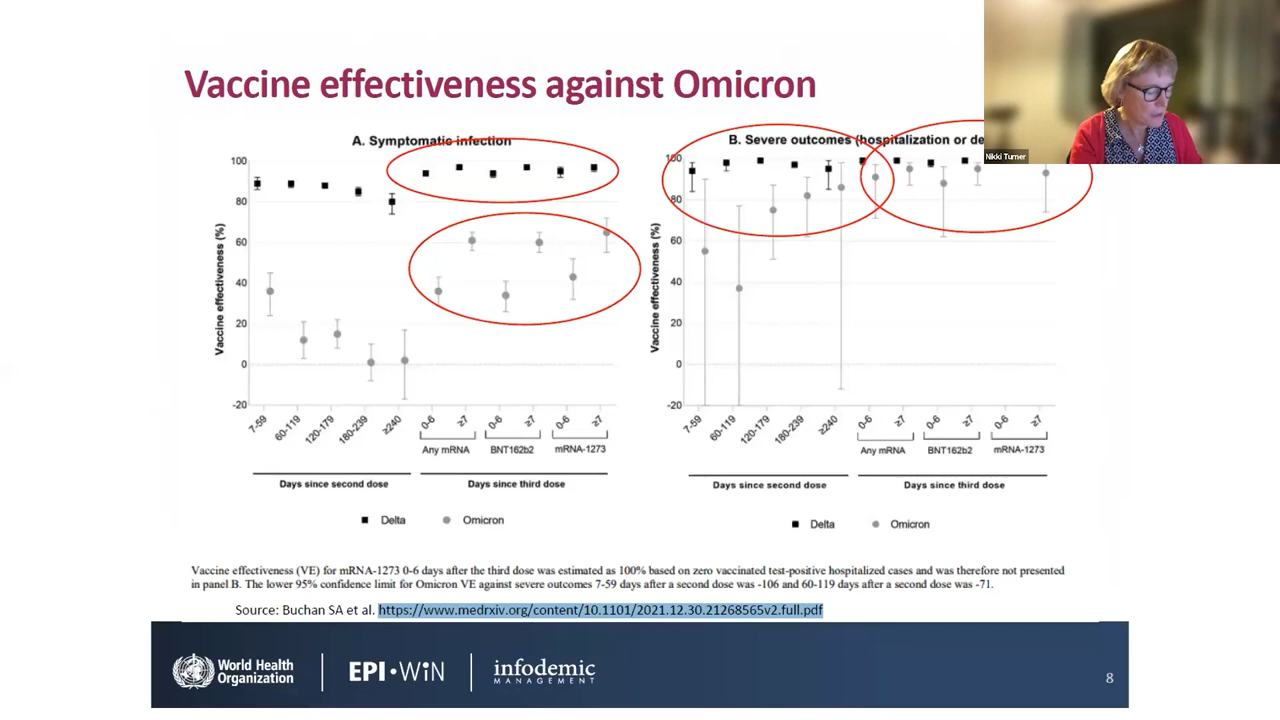 Vaccine effectiveness against Omicron
Nikki Turner
A. Symptomatic infection
Vaccine effectiveness (%)
100
80
60
40
20
0
-20
7-59
60-119
120-179
180-239
≥240
0-6
≥7
0-6
≥7
0-6
≥7
Any mRNA
BNT162b2
mRNA-1273
Days since second dose
Days since third dose
Delta
Omicron
B. Severe outcomes (hospitalization or de
Vaccine effectiveness (%)
100
80
60
40
20
0
-20
7-59
60-119
120-179
180-239
≥240
0-6
≥7
0-6
≥7
0-6
≥7
Any mRNA
BNT162b2
mRNA-1273
Days since second dose
Days since third dose
Delta
Omicron
Vaccine effectiveness (VE) for mRNA-1273 0-6 days after the third dose was estimated as 100% based on zero vaccinated test-positive hospitalized cases and was therefore not presented
in panel B. The lower 95% confidence limit for Omicron VE against severe outcomes 7-59 days after a second dose was -106 and 60-119 days after a second dose was -71.
Source: Buchan SA et al. https://www.medrxiv.org/content/10.1101/2021.12.30.21268565v2.full.pdf
World Health
Organization
EPI•WiN
infodemic
MANAGEMENT
8